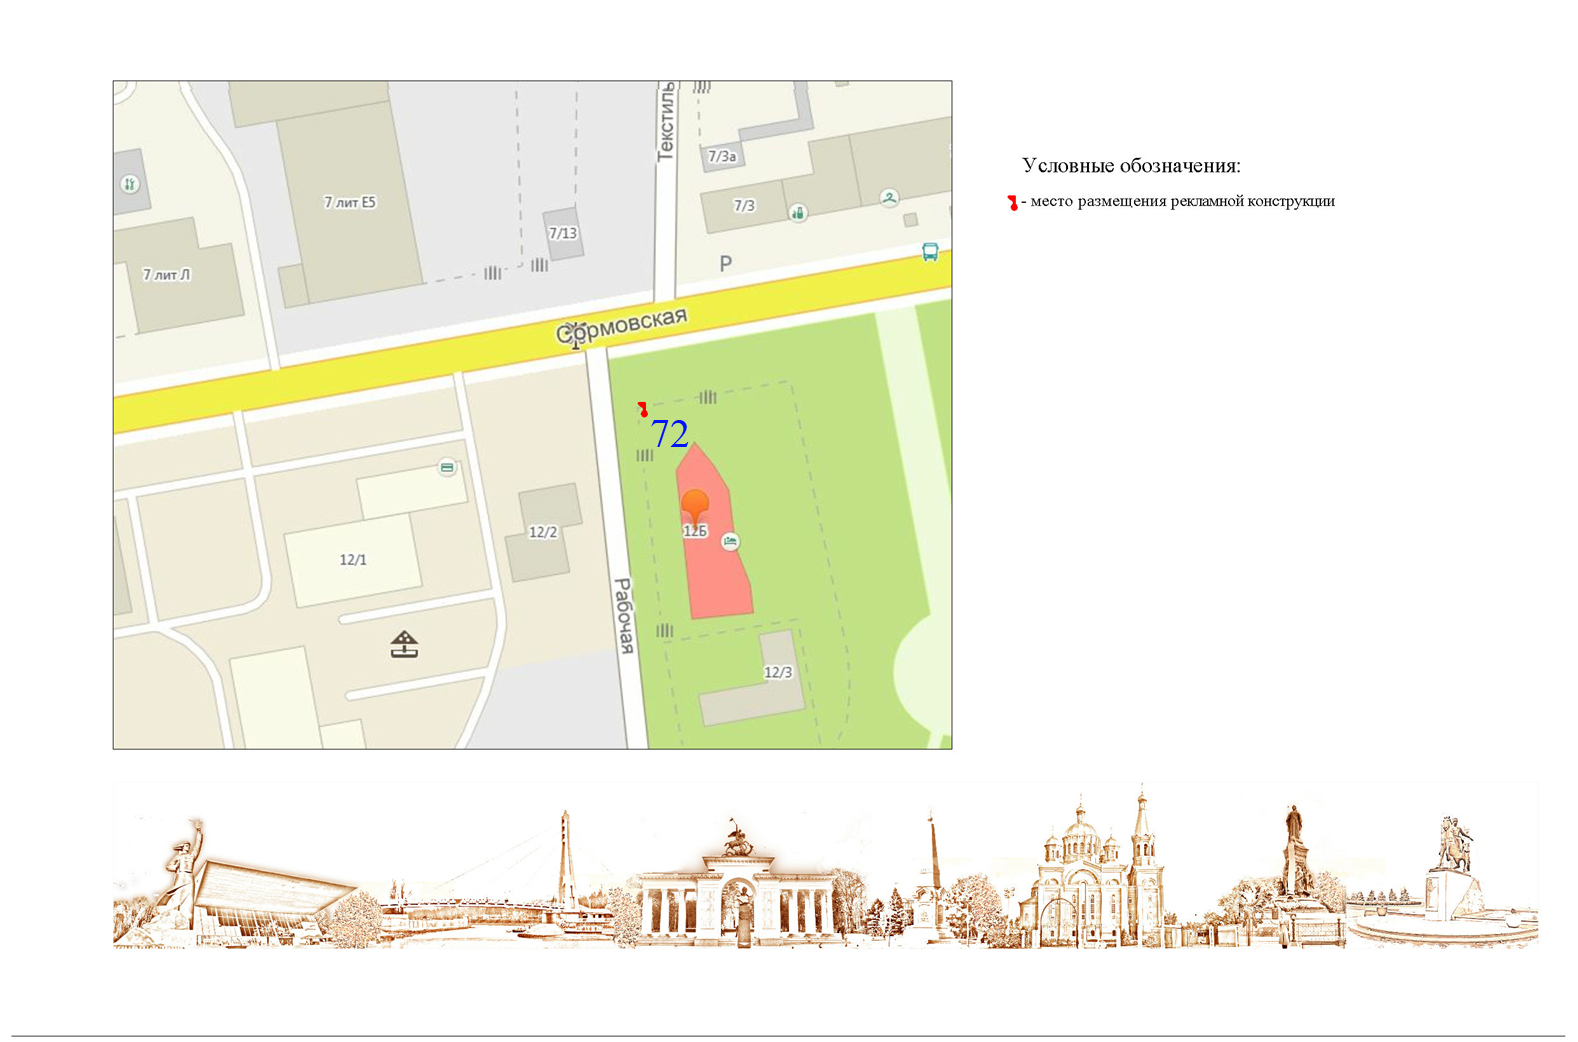 Текстиль
7/3а
7 лит Е5
7/3
7/13
P
7 лит Л
Сормовская
72
12Б
12/2
12/1
Рабочая
12/3
Условные обозначения:
- место размещения рекламной конструкции